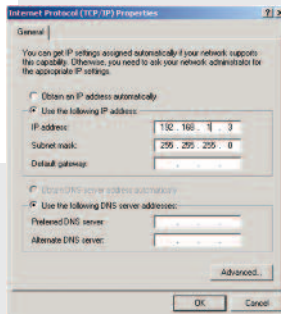 Internet Protocol (TCP/IP) Properties
General
You can get IP settings assigned automatically if your network supports
this capability. Otherwise, you need to ask your network administrator for
the appropriate IP settings.
Obtain an IP address automatically
Use the following IP address:
IP address: 192 . 168 . 1 . 3
Subnet mask: 255 . 255 . 255 . 0
Default gateway:
Obtain DNS server address automatically
Use the following DNS server addresses:
Preferred DNS server:
Alternate DNS server:
Advanced...
OK Cancel